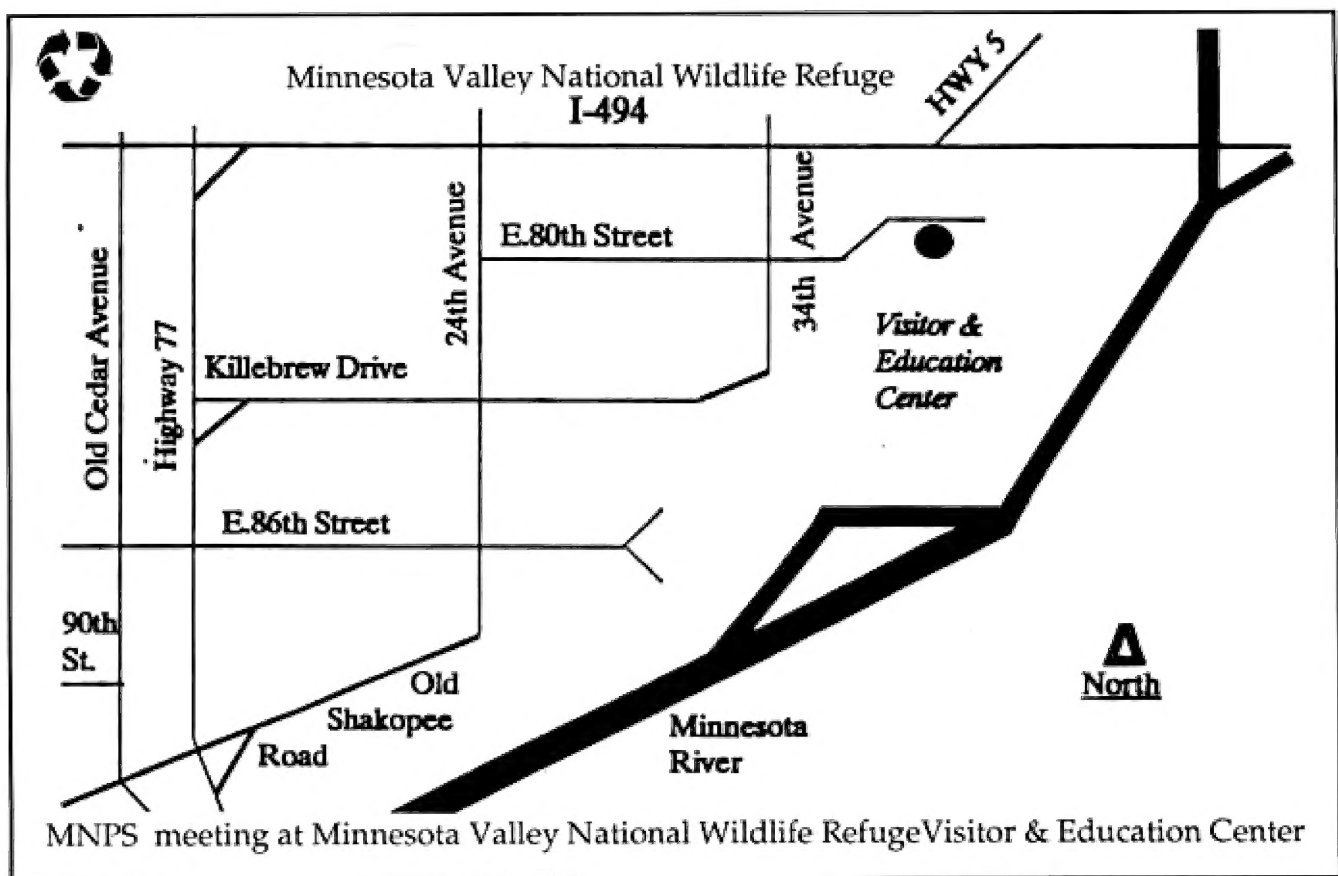 Minnesota Valley National Wildlife Refuge
I-494
HWY 5
Old Cedar Avenue
Highway 77
24th Avenue
34th Avenue
E.80th Street
Visitor &
Education
Center
Killebrew Drive
E.86th Street
90th
St.
Old
Shakopee
Road
Minnesota
River
North
MNPS meeting at Minnesota Valley National Wildlife RefugeVisitor & Education Center